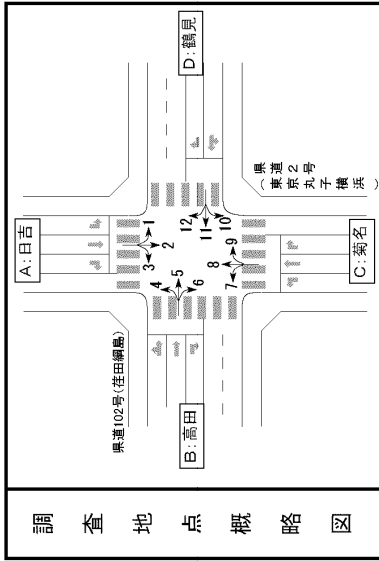 調査地点概略図
A:日吉
県道102号(荏田綱島)
B:高田
C:菊名
D:鶴見
県道2号
(東京丸子横浜)
1
2
3
4
5
6
7
8
9
10
11
12